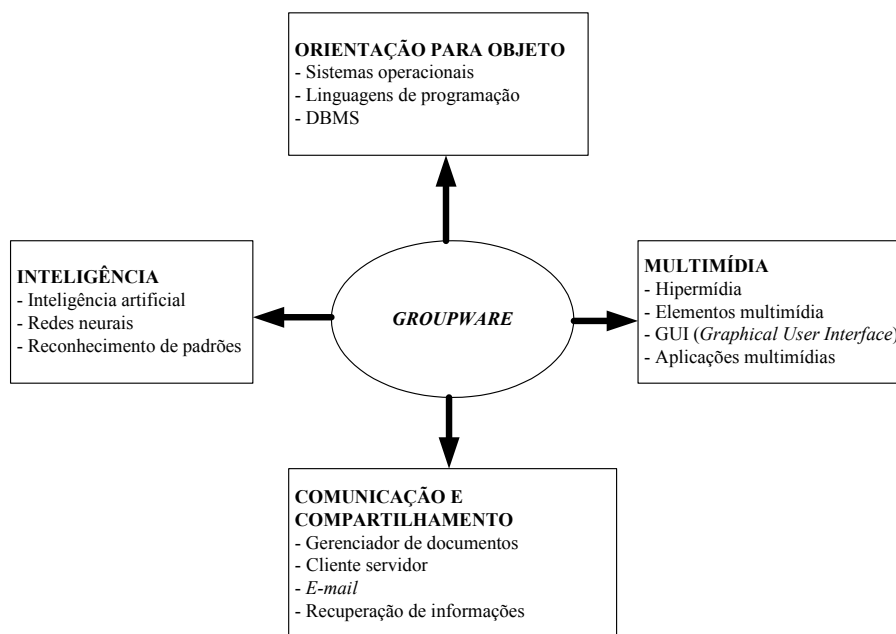 ORIENTAÇÃO PARA OBJETO
- Sistemas operacionais
- Linguagens de programação
- DBMS
INTELIGÊNCIA
- Inteligência artificial
- Redes neurais
- Reconhecimento de padrões
GROUPWARE
MULTIMÍDIA
- Hipermídia
- Elementos multimídia
- GUI (Graphical User Interface)
- Aplicações multimídias
COMUNICAÇÃO E
COMPARTILHAMENTO
- Gerenciador de documentos
- Cliente servidor
- E-mail
- Recuperação de informações